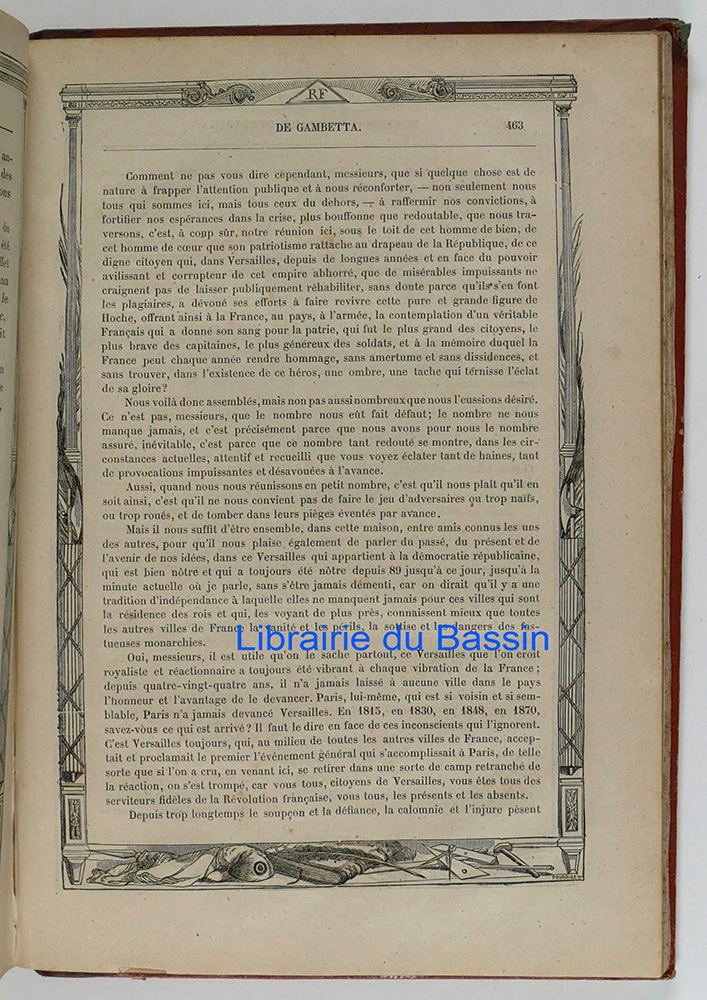 RF
DE GAMBETTA.
463
Comment ne pas vous dire cependant, messieurs, que si quelque chose est de
nature à frapper l'attention publique et à nous réconforter, — non seulement nous
tous qui sommes ici, mais tous ceux du dehors, — à raffermir nos convictions, à
fortifier nos espérances dans la crise, plus bouffonne que redoutable, que nous tra-
versons, c'est, à coup sûr, notre réunion ici, sous le toit de cet homme de bien, de
cet homme de cœur que son patriotisme rattache au drapeau de la République, de ce
digne citoyen qui, dans Versailles, depuis de longues années et en face du pouvoir
avilissant et corrupteur de cet empire abhorré, que de misérables impuissants ne
craignent pas de laisser publiquement réhabiliter, sans doute parce qu'ils s'en font
les plagiaires, a dévoué ses efforts à faire revivre cette pure et grande figure de
Hoche, offrant ainsi à la France, au pays, à l'armée, la contemplation d'un véritable
Français qui a donné son sang pour la patrie, qui fut le plus grand des citoyens, le
plus brave des capitaines, le plus généreux des soldats, et à la mémoire duquel la
France peut chaque année rendre hommage, sans amertume et sans dissidences, et
sans trouver, dans l'existence de ce héros, une ombre, une tache qui ternisse l'éclat
de sa gloire?
Nous voilà donc assemblés, mais non pas aussi nombreux que nous l'eussions désiré.
Ce n'est pas, messieurs, que le nombre nous eût fait défaut; le nombre ne nous
manque jamais, et c'est précisément parce que nous avons pour nous le nombre
assuré, inévitable, c'est parce que ce nombre tant redouté se montre, dans les cir-
constances actuelles, attentif et recueilli que vous voyez éclater tant de haines, tant
de provocations impuissantes et désavouées à l'avance.
Aussi, quand nous nous réunissons en petit nombre, c'est qu'il nous plaît qu'il en
soit ainsi, c'est qu'il ne nous convient pas de faire le jeu d'adversaires ou trop naïfs,
ou trop roués, et de tomber dans leurs pièges éventés par avance.
Mais il nous suffit d'être ensemble, dans cette maison, entre amis connus les uns
des autres, pour qu'il nous plaise également de parler du passé, du présent et de
l'avenir de nos idées, dans ce Versailles qui appartient à la démocratie républicaine,
qui est bien nôtre et qui a toujours été nôtre depuis 89 jusqu'à ce jour, jusqu'à la
minute actuelle où je parle, sans s'être jamais démenti, car on dirait qu'il y a une
tradition d'indépendance à laquelle elles ne manquent jamais pour ces villes qui sont
la résidence des rois et qui, les voyant de plus près, connaissent mieux que toutes
les autres villes de France la vanité et les périls, la sottise et les dangers des fas-
tueuses monarchies.
Librairie du Bassin
Oui, messieurs, il est utile qu'on le sache partout, ce Versailles que l'on croit
royaliste et réactionnaire a toujours été vibrant à chaque vibration de la France;
depuis quatre-vingt-quatre ans, il n'a jamais laissé à aucune ville dans le pays
l'honneur et l'avantage de le devancer. Paris, lui-même, qui est si voisin et si sem-
blable, Paris n'a jamais devancé Versailles. En 1815, en 1830, en 1848, en 1870,
savez-vous ce qui est arrivé? Il faut le dire en face de ces inconscients qui l'ignorent.
C'est Versailles toujours, qui, au milieu de toutes les autres villes de France, accep-
tait et proclamait le premier l'événement général qui s'accomplissait à Paris, de telle
sorte que si l'on a cru, en venant ici, se retirer dans une sorte de camp retranché de
la réaction, on s'est trompé, car vous tous, citoyens de Versailles, vous êtes tous des
serviteurs fidèles de la Révolution française, vous tous, les présents et les absents.
Depuis trop longtemps le soupçon et la défiance, la calomnie et l'injure pèsent